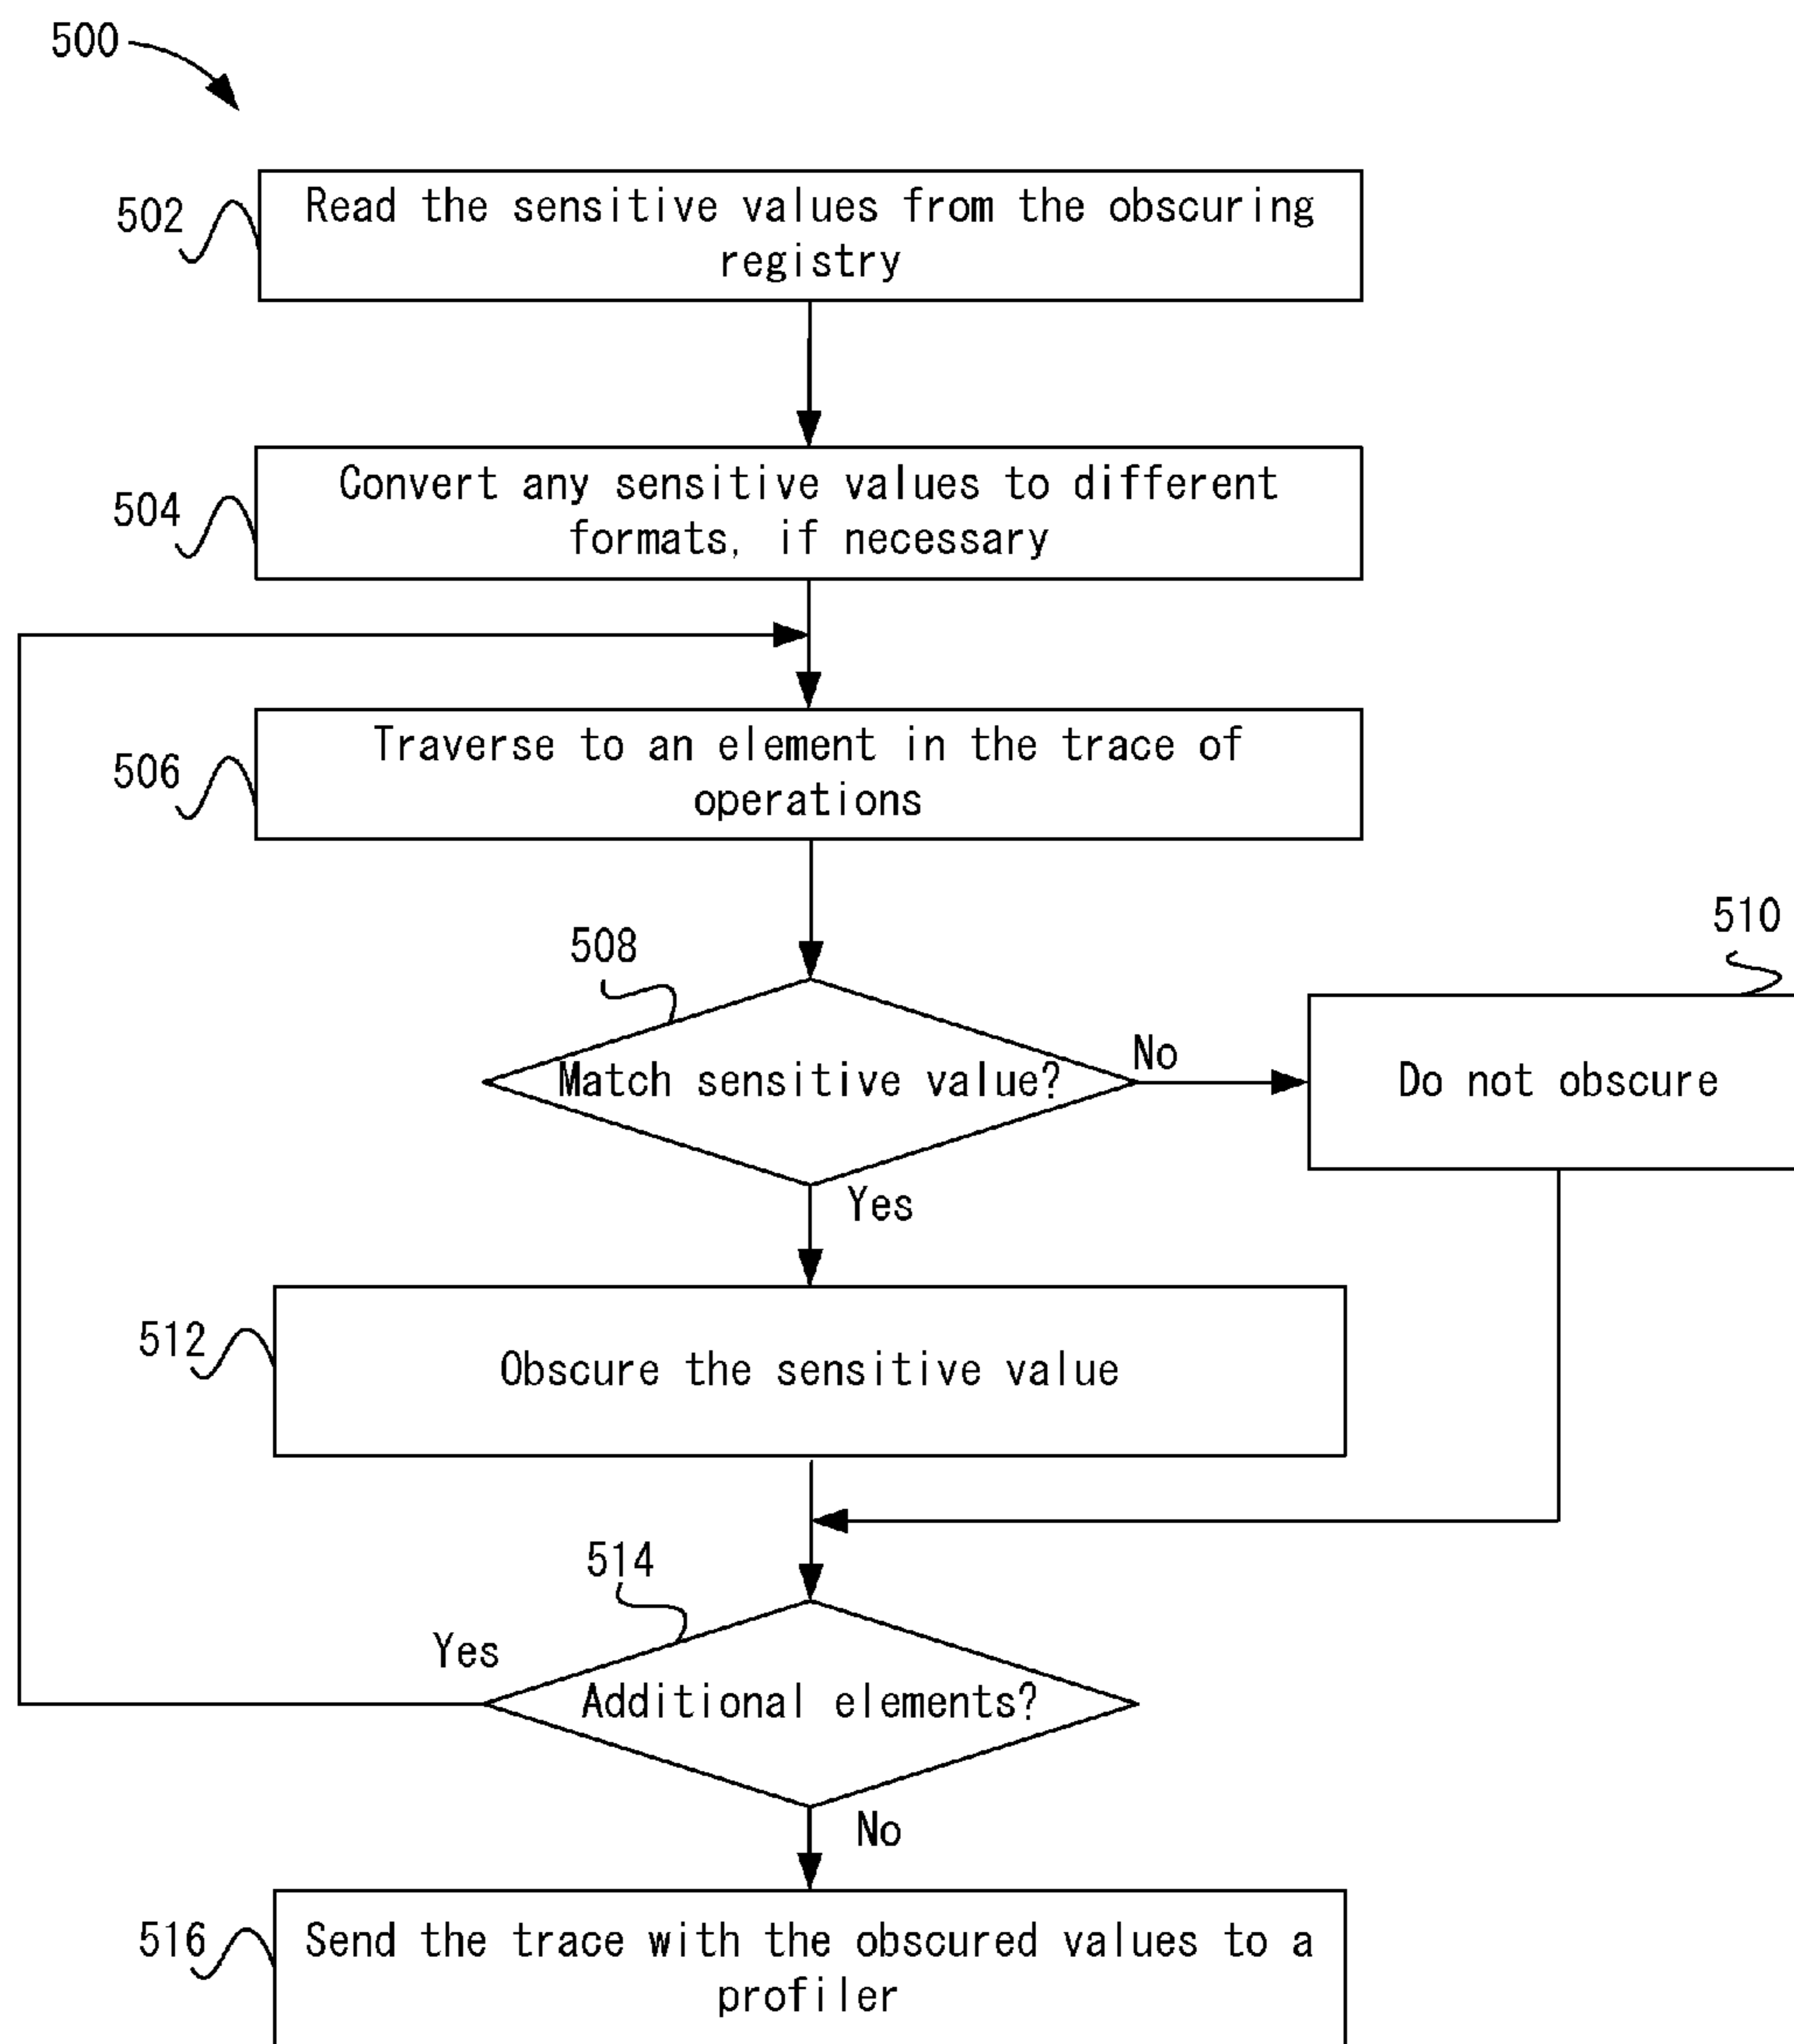 500
502
Read the sensitive values from the obscuring
registry
504
Convert any sensitive values to different
formats, if necessary
506
Traverse to an element in the trace of
operations
508
510
Match sensitive value?
No
Do not obscure
Yes
512
Obscure the sensitive value
514
Yes
Additional elements?
No
516
Send the trace with the obscured values to a
profiler